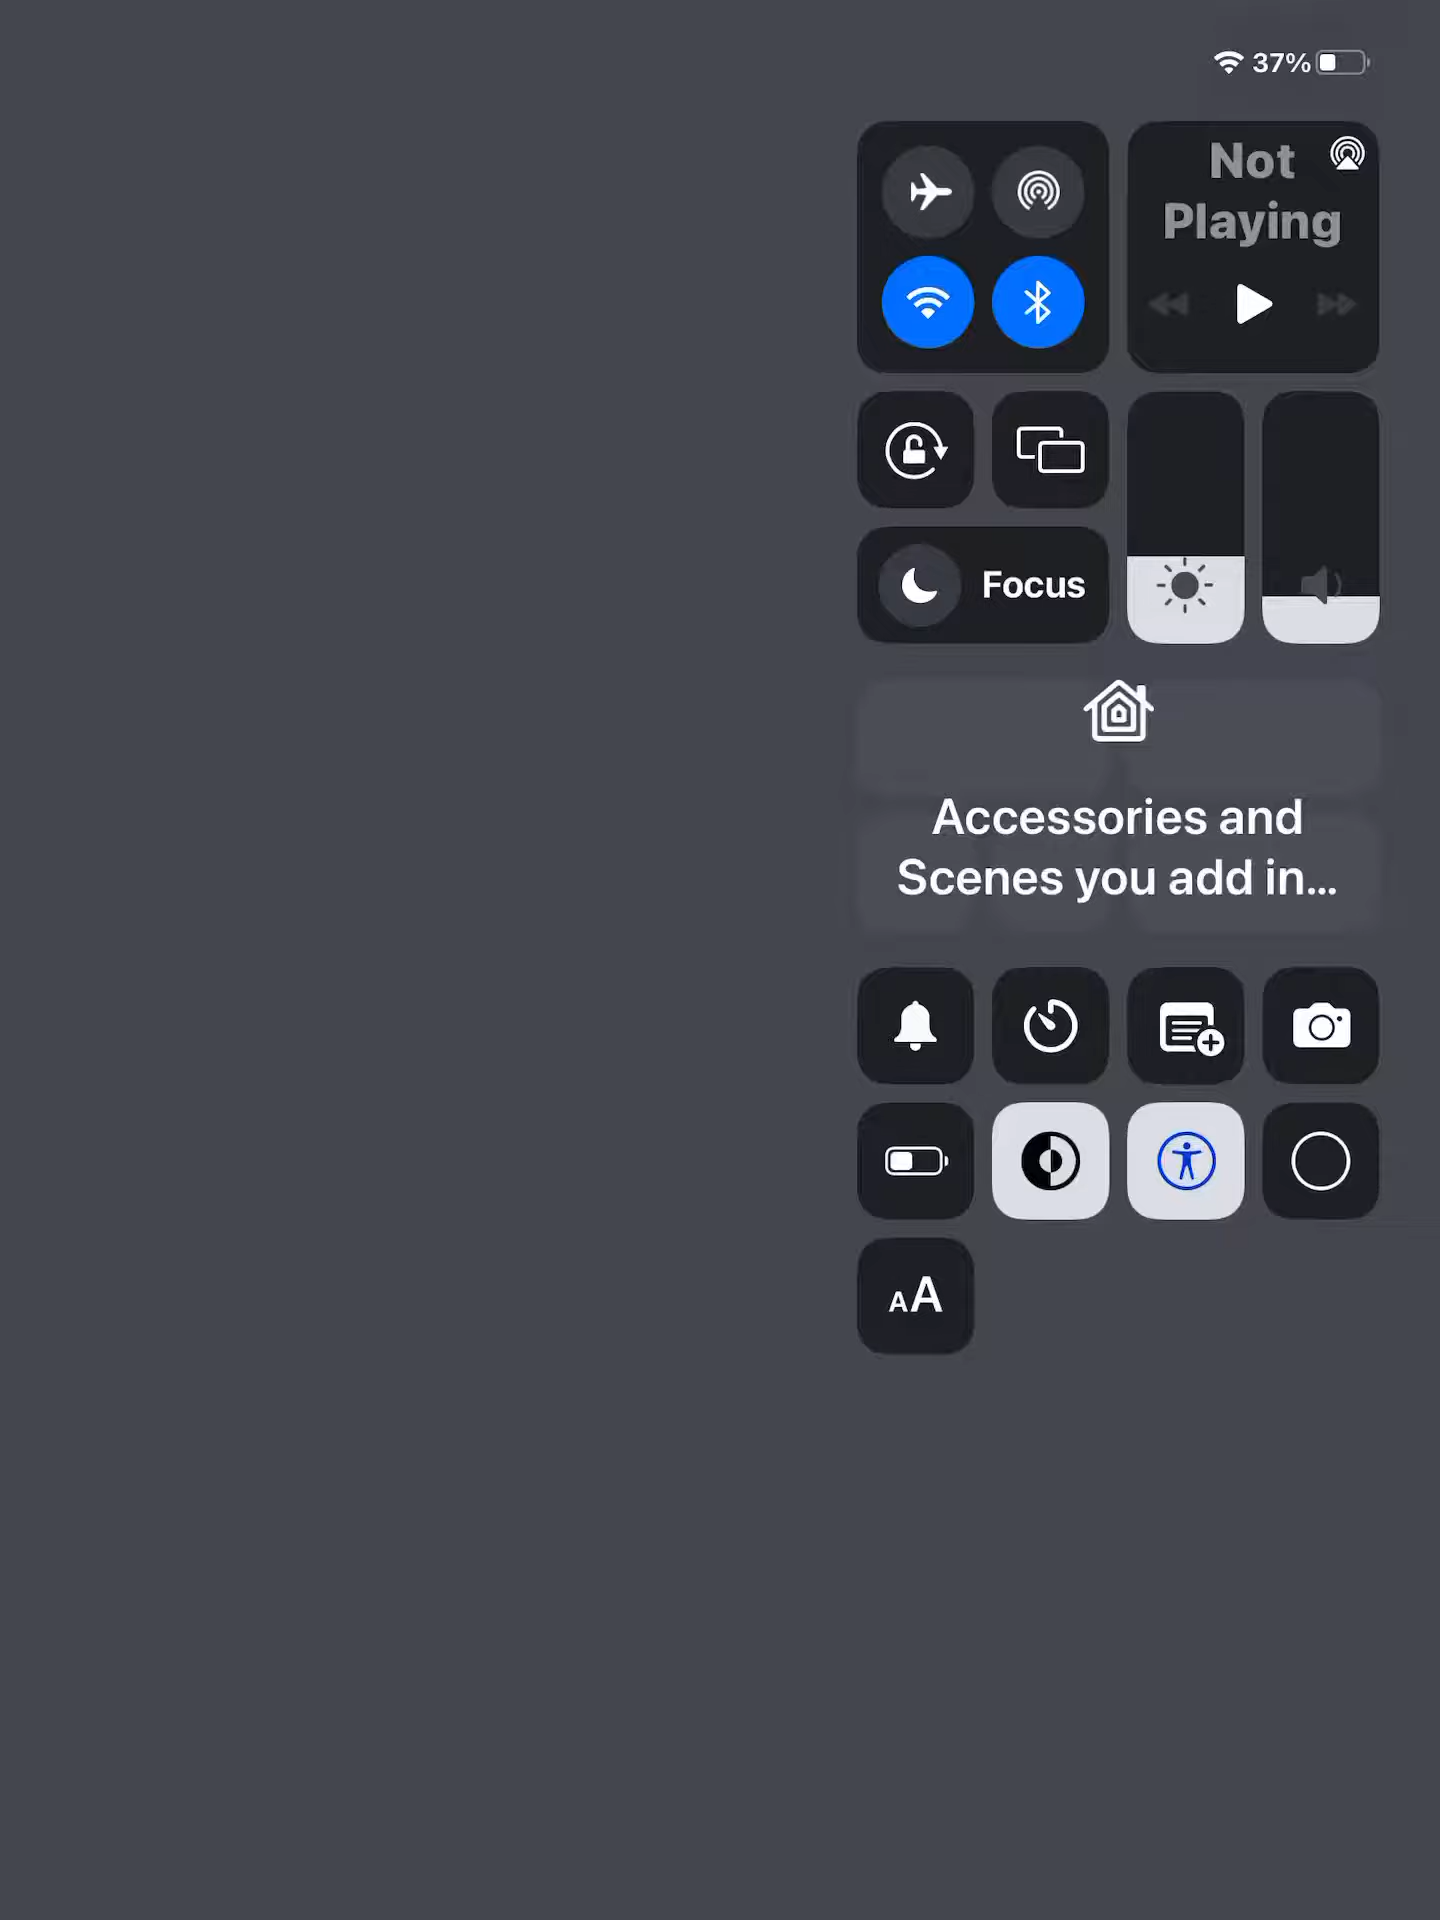 37%
Not
Playing
Focus
Accessories and
Scenes you add in...
AA